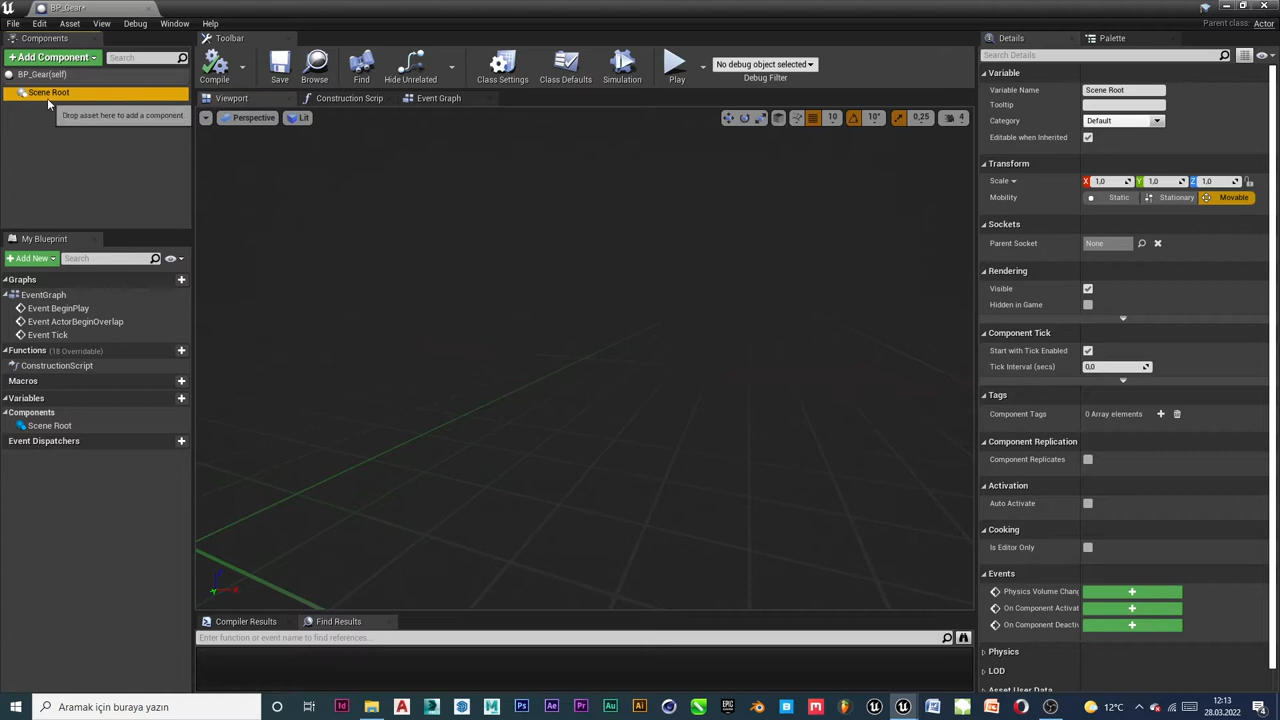 BP_Gear*
File Edit Asset View Debug Window Help
Parent class: Actor
Components
+Add Component
Search
BP_Gear(self)
Scene Root
Drop asset here to add a component.
Toolbar
Compile
Save
Browse
Find
Hide Unrelated
Class Settings
Class Defaults
Simulation
Play
No debug object selected
Debug Filter
Viewport
Construction Scrip
Event Graph
Perspective
Lit
10
10°
0,25
4
My Blueprint
+Add New
Search
Graphs
EventGraph
Event BeginPlay
Event ActorBeginOverlap
Event Tick
Functions (18 Overridable)
ConstructionScript
Macros
Variables
Components
Scene Root
Event Dispatchers
Compiler Results
Find Results
Enter function or event name to find references...
Details
Palette
Search Details
Variable
Variable Name Scene Root
Tooltip
Category Default
Editable when Inherited
Transform
Scale X 1,0 Y 1,0 Z 1,0
Mobility Static Stationary Movable
Sockets
Parent Socket None
Rendering
Visible
Hidden in Game
Component Tick
Start with Tick Enabled
Tick Interval (secs) 0,0
Tags
Component Tags 0 Array elements
Component Replication
Component Replicates
Activation
Auto Activate
Cooking
Is Editor Only
Events
Physics Volume Chang
On Component Activat
On Component Deactiv
Physics
LOD
Asset User Data
Aramak için buraya yazın
12°C
12:13
28.03.2022